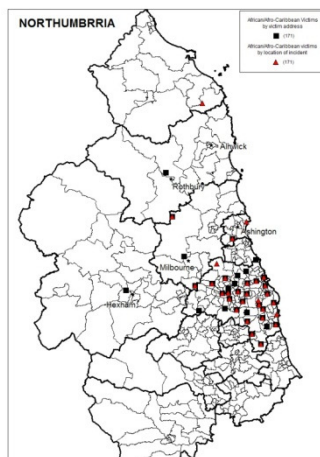 NORTHUMBRRIA
African/Afro-Caribbean Victims
by victim address
(171)
African/Afro-Caribbean victims
by location of incident
(171)
Alnwick
Rothbury
Ashington
Milbourne
Hexham